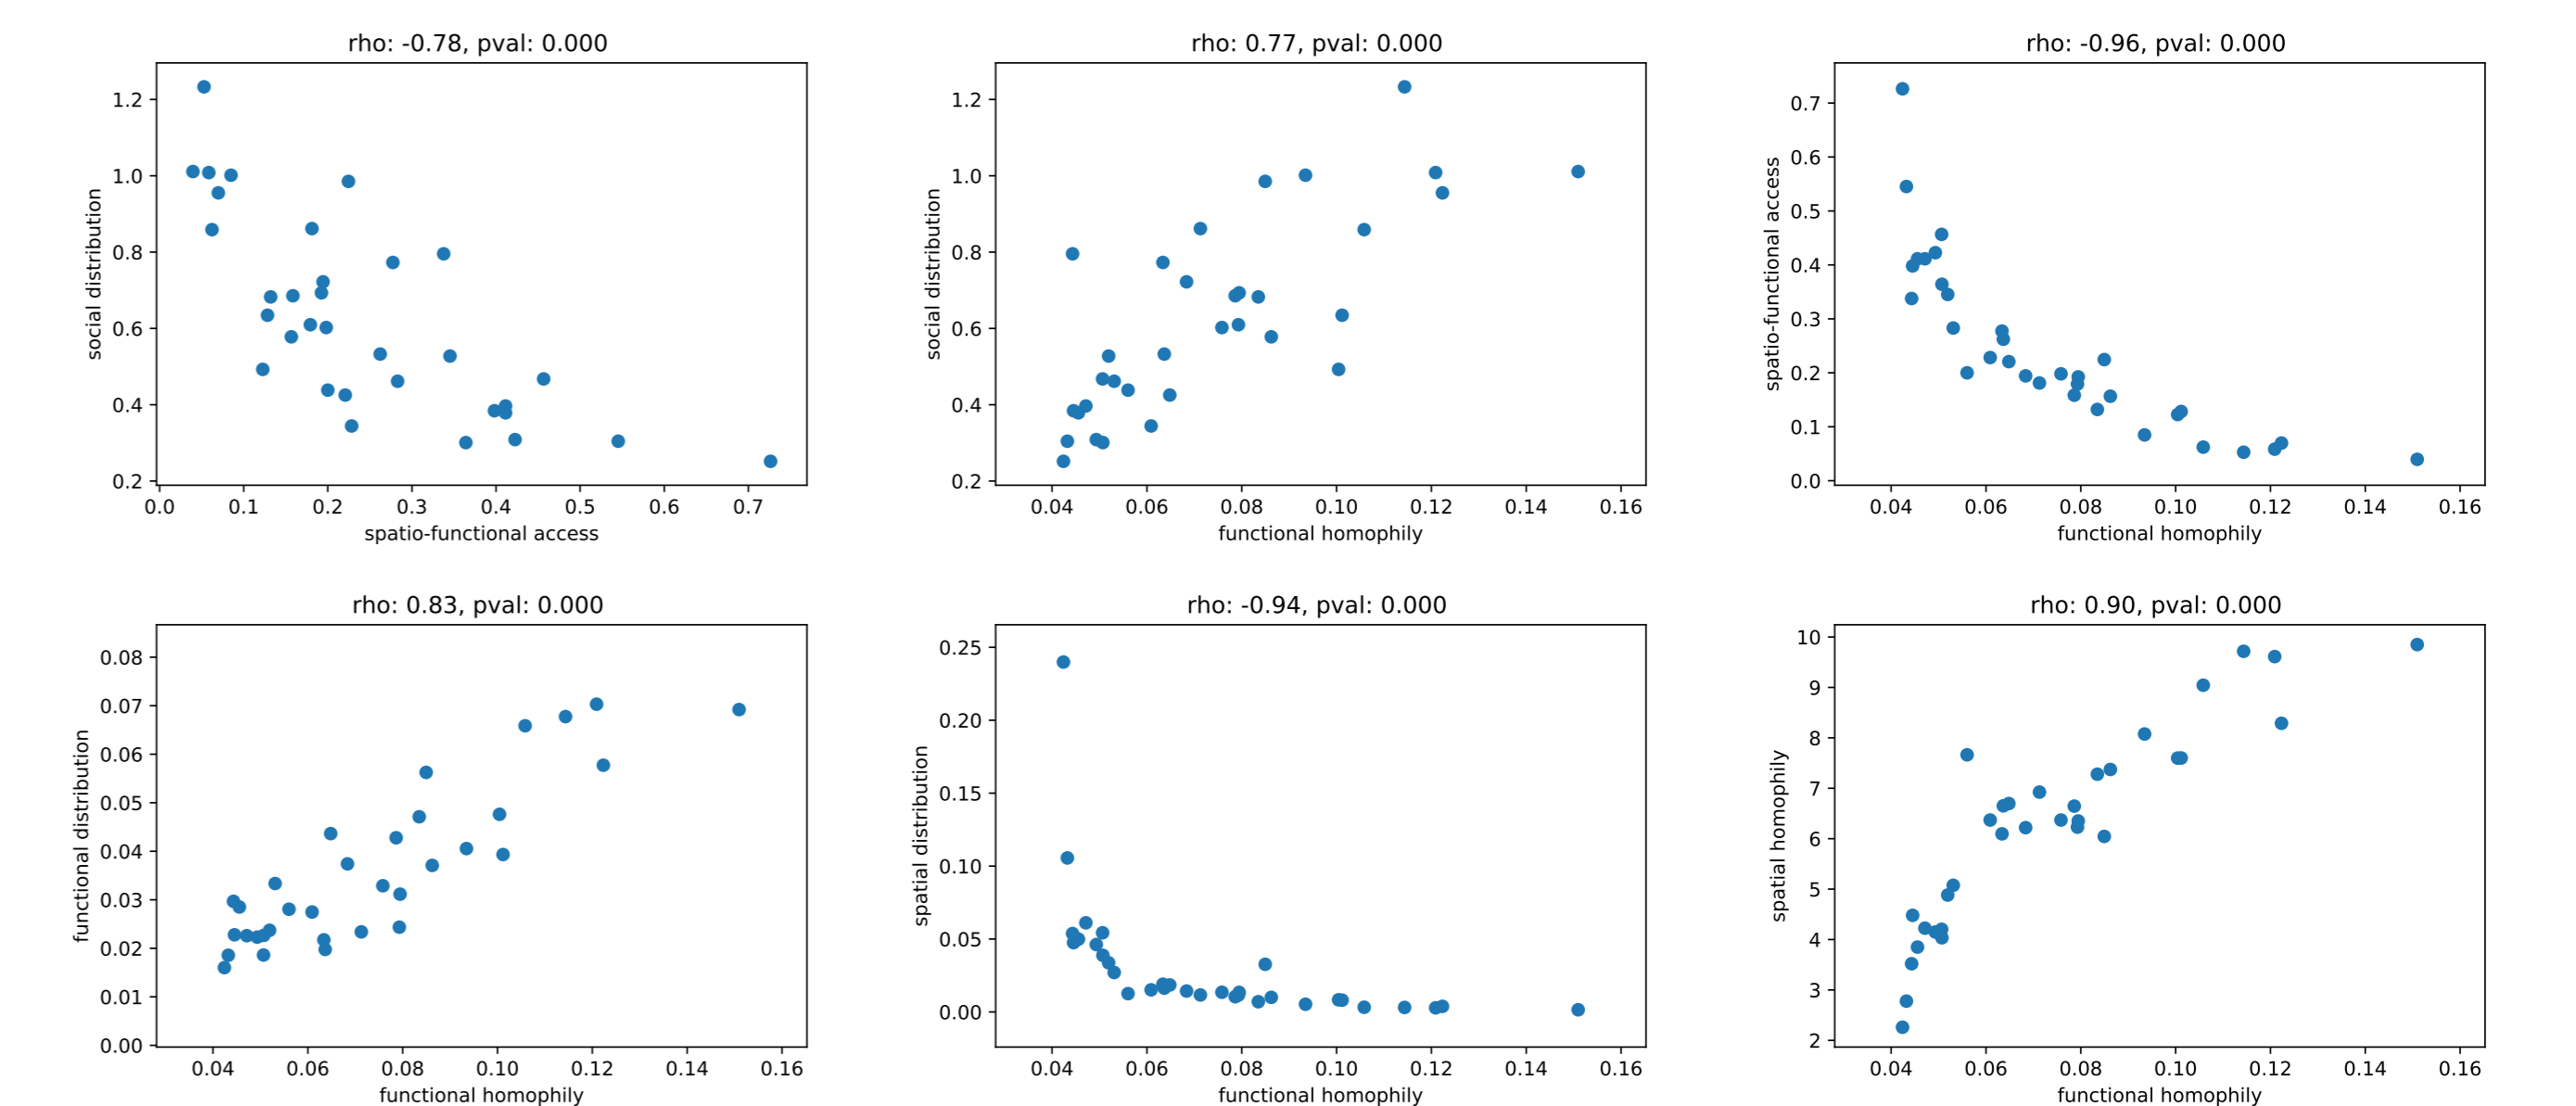 rho: -0.78, pval: 0.000
1.2
1.0
0.8
0.6
0.4
0.2
social distribution
0.0 0.1 0.2 0.3 0.4 0.5 0.6 0.7
spatio-functional access
rho: 0.77, pval: 0.000
1.2
1.0
0.8
0.6
0.4
0.2
social distribution
0.04 0.06 0.08 0.10 0.12 0.14 0.16
functional homophily
rho: -0.96, pval: 0.000
0.7
0.6
0.5
0.4
0.3
0.2
0.1
0.0
spatio-functional access
0.04 0.06 0.08 0.10 0.12 0.14 0.16
functional homophily
rho: 0.83, pval: 0.000
0.08
0.07
0.06
0.05
0.04
0.03
0.02
0.01
0.00
functional distribution
0.04 0.06 0.08 0.10 0.12 0.14 0.16
functional homophily
rho: -0.94, pval: 0.000
0.25
0.20
0.15
0.10
0.05
0.00
spatial distribution
0.04 0.06 0.08 0.10 0.12 0.14 0.16
functional homophily
rho: 0.90, pval: 0.000
10
9
8
7
6
5
4
3
2
spatial homophily
0.04 0.06 0.08 0.10 0.12 0.14 0.16
functional homophily